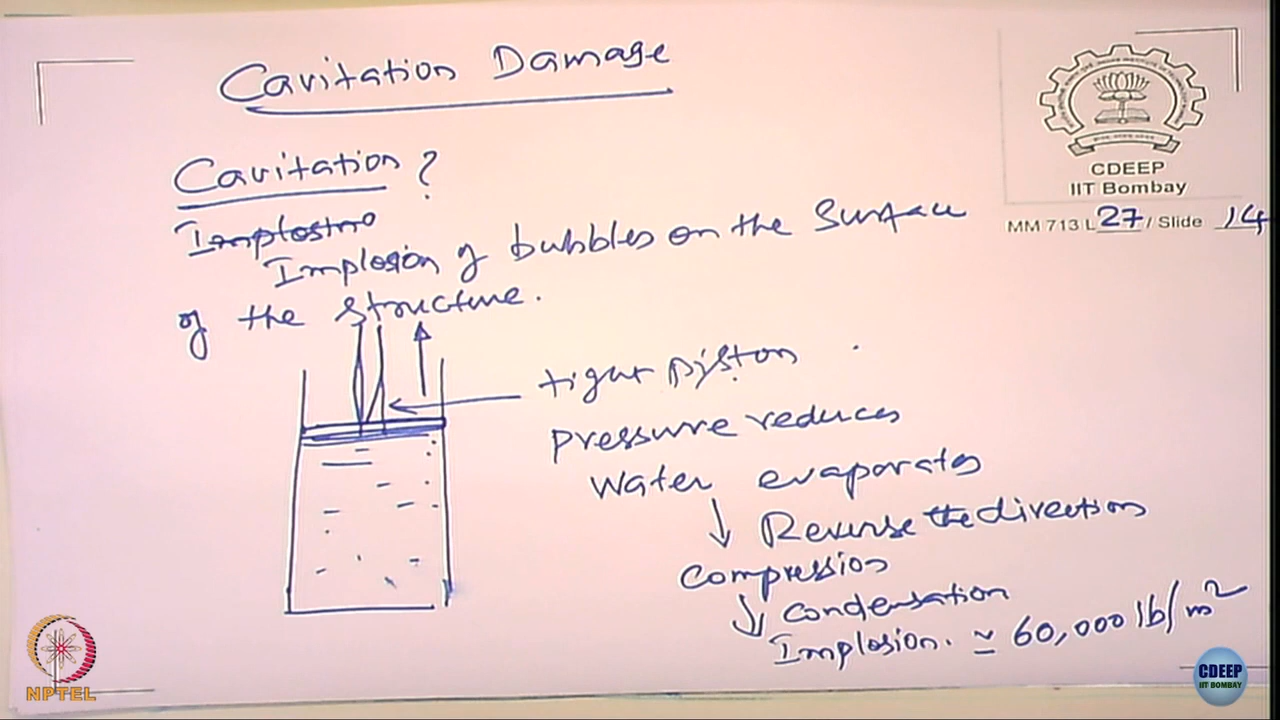 Cavitation Damage
CDEEP
IIT Bombay
MM 713 L 27 / Slide 14
Cavitation ?
Implostno
Implosion of bubbles on the Surface
of the structure.
tight piston
pressure reduces
Water evaporates
↓ Reverse the direction
Compression
↓ Condensation
Implosion. ≃ 60,000 lb/m²
NPTEL
CDEEP
IIT BOMBAY